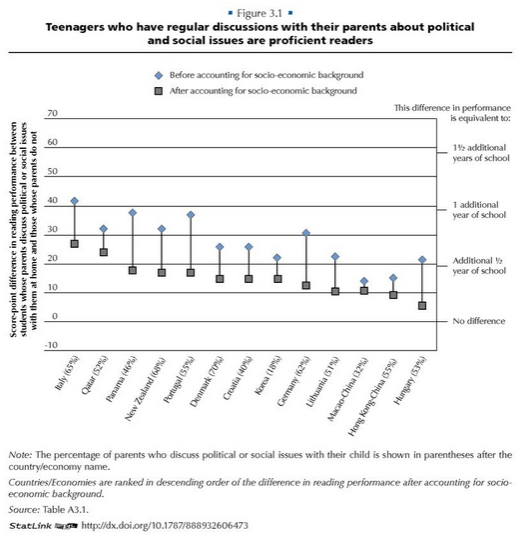 ▪ Figure 3.1 ▪
Teenagers who have regular discussions with their parents about political
and social issues are proficient readers
Before accounting for socio-economic background
After accounting for socio-economic background
Score-point difference in reading performance between
students whose parents discuss political or social issues
with them at home and those whose parents do not
This difference in performance
is equivalent to:
70
60
50
40
30
20
10
0
-10
1½ additional
years of school
1 additional
year of school
Additional ½
year of school
No difference
Italy (65%)
Qatar (52%)
Panama (46%)
New Zealand (68%)
Portugal (55%)
Denmark (70%)
Croatia (40%)
Korea (18%)
Germany (62%)
Lithuania (51%)
Macao-China (32%)
Hong Kong-China (55%)
Hungary (53%)
Note: The percentage of parents who discuss political or social issues with their child is shown in parentheses after the
country/economy name.
Countries/Economies are ranked in descending order of the difference in reading performance after accounting for socio-
economic background.
Source: Table A3.1.
StatLink http://dx.doi.org/10.1787/888932606473